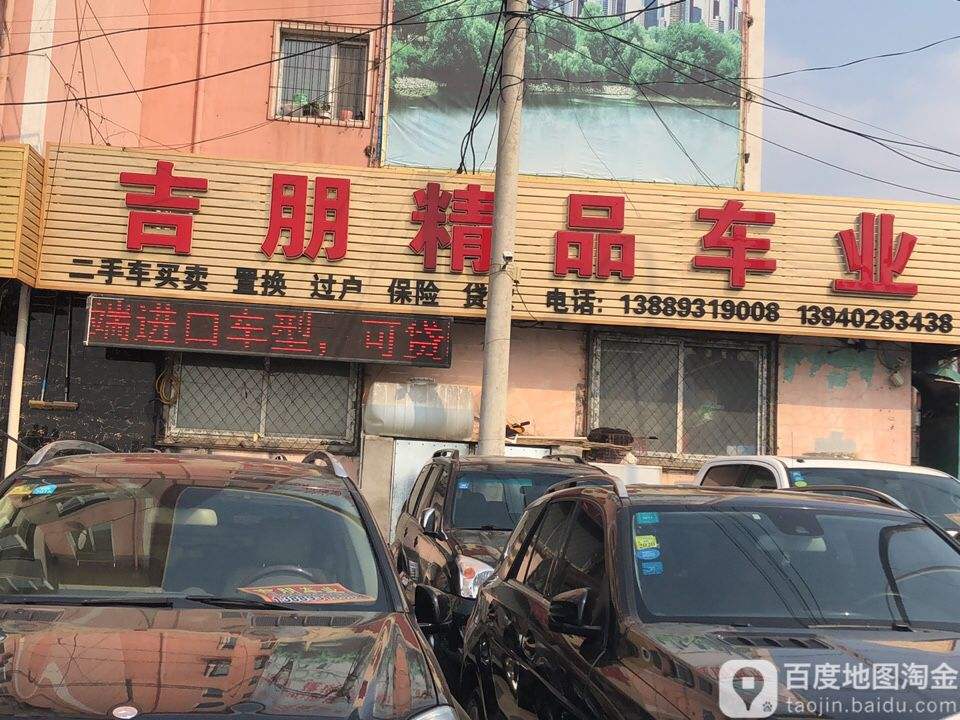 吉朋精品车业
二手车买卖 置换 过户 保险 贷 电话: 13889319008 13940283438
端进口车型, 可贷
百度地图淘金
taojin.baidu.com